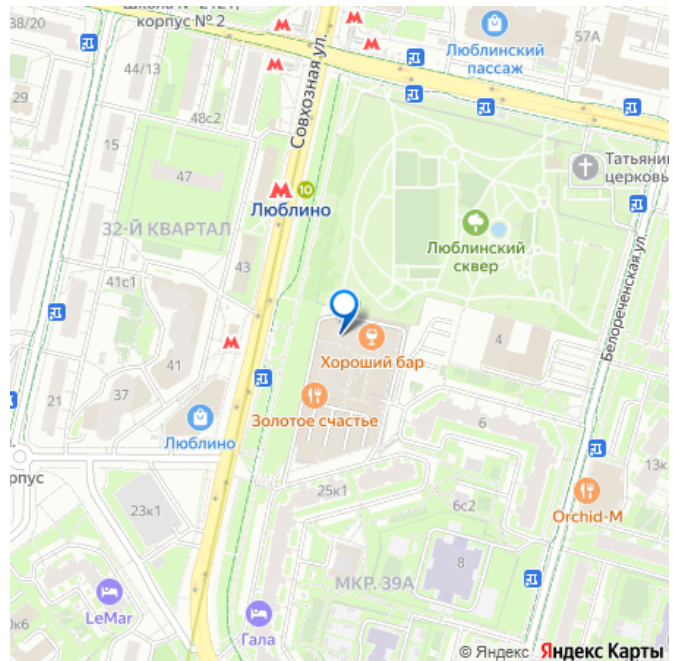 38/20
корпус № 2
57А
Люблинский
пассаж
44/13
29
48с2
Совхозная ул.
15
Татьянин
церковь
47
10
Люблино
32-Й КВАРТАЛ
Люблинский
сквер
43
Белореченская ул.
41с1
4
41
Хороший бар
37
21
Золотое счастье
6
Люблино
рпус
13к
25к1
23к1
6с2
Orchid-M
8
МКР. 39А
LeMar
0к6
Гала
© Яндекс Яндекс Карты